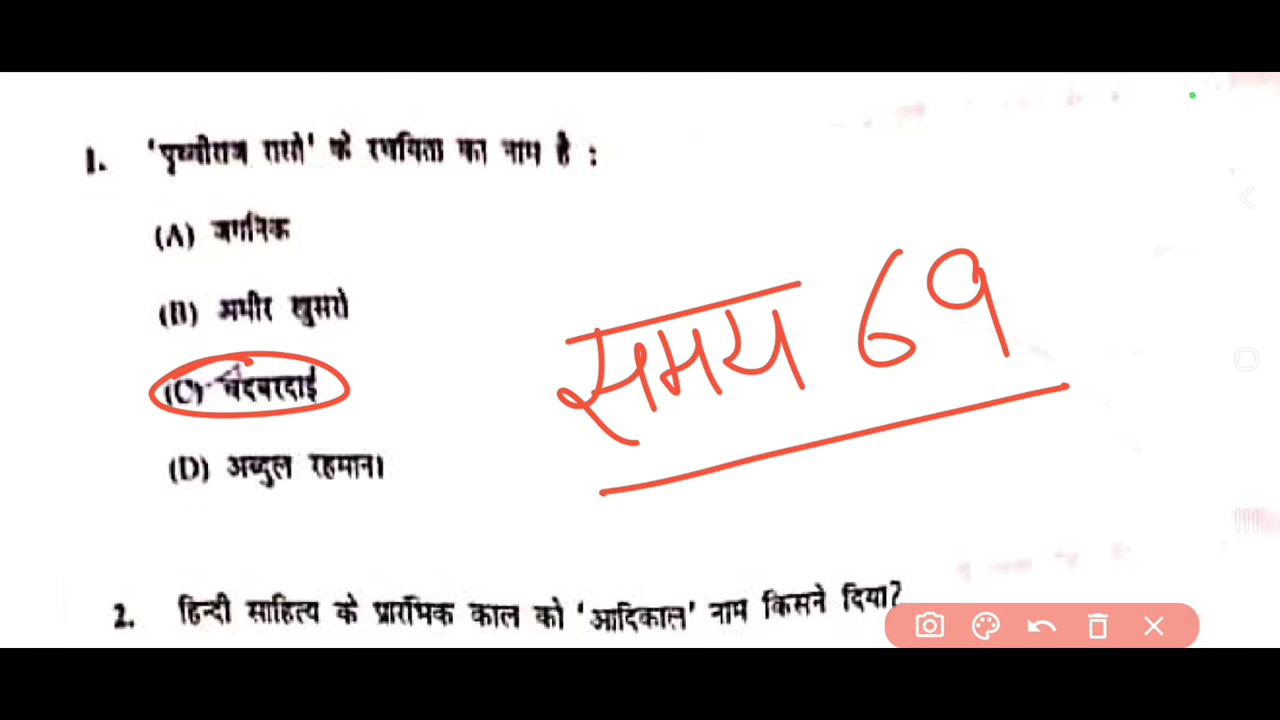 1. 'पृथ्वीराज रासो' के रचयिता का नाम है :
(A) जगनिक
(B) अमीर खुसरो
(C) चंदबरदाई
समय 69
(D) अब्दुल रहमान।
2. हिन्दी साहित्य के प्रारंभिक काल को 'आदिकाल' नाम किसने दिया?